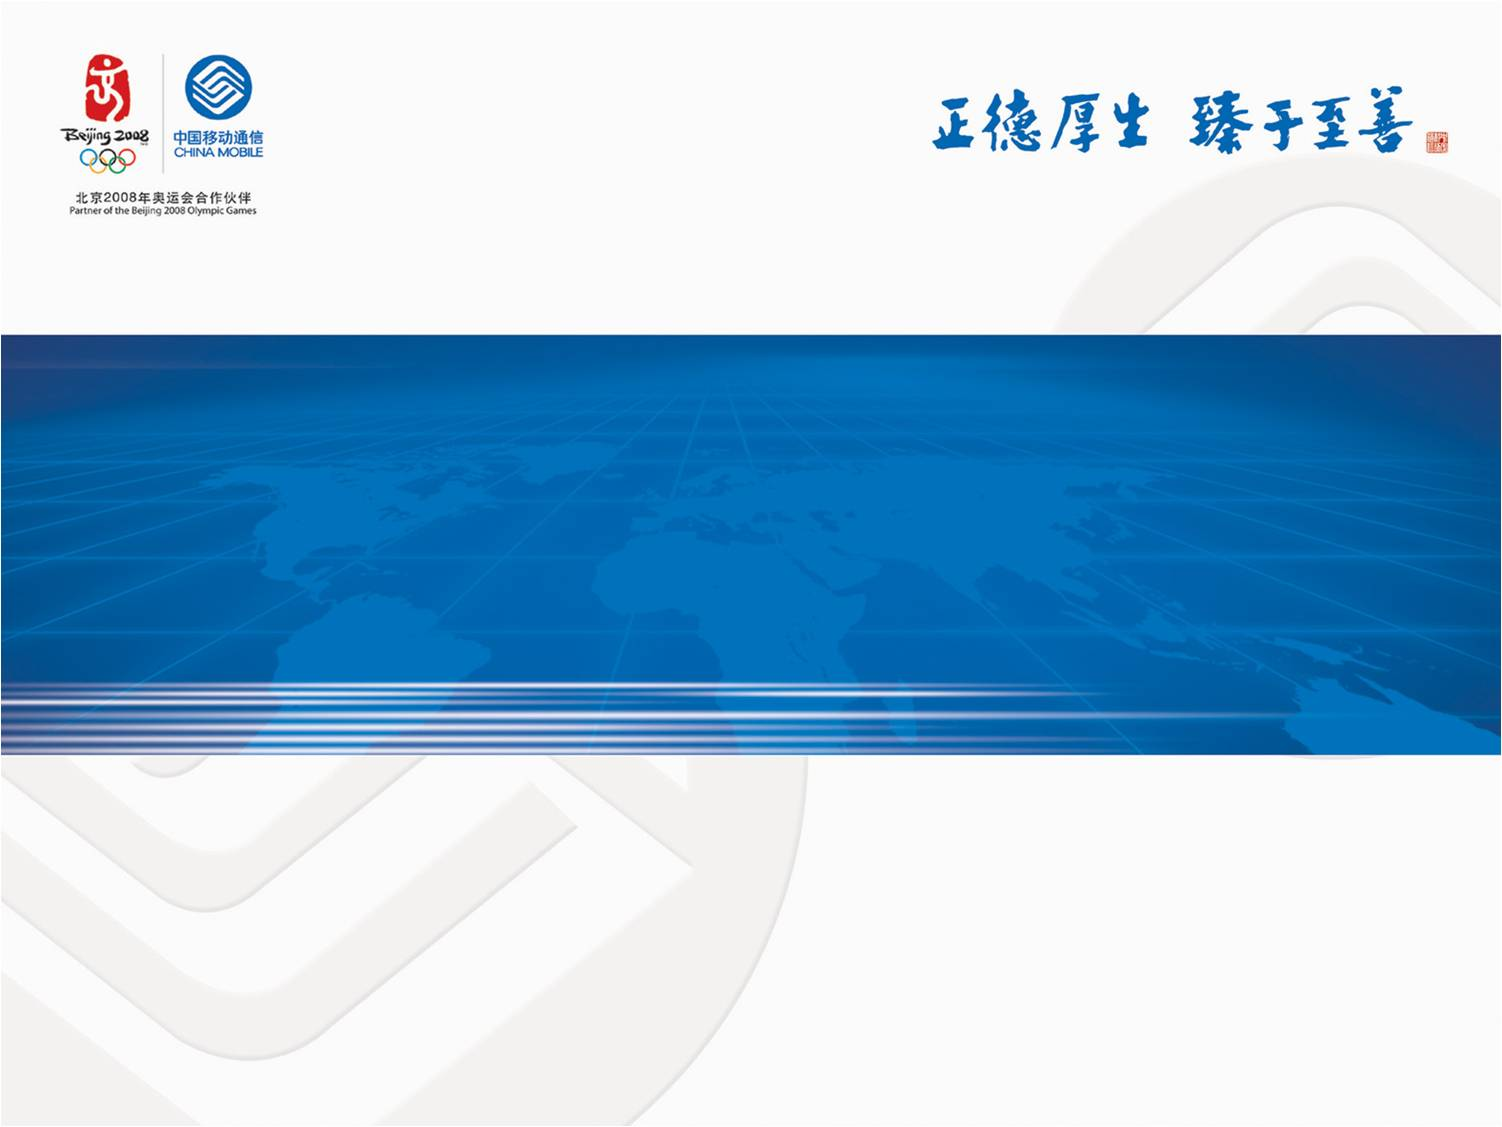 Beijing 2008
中国移动通信
CHINA MOBILE
北京2008年奥运会合作伙伴
Partner of the Beijing 2008 Olympic Games
正德厚生 臻于至善